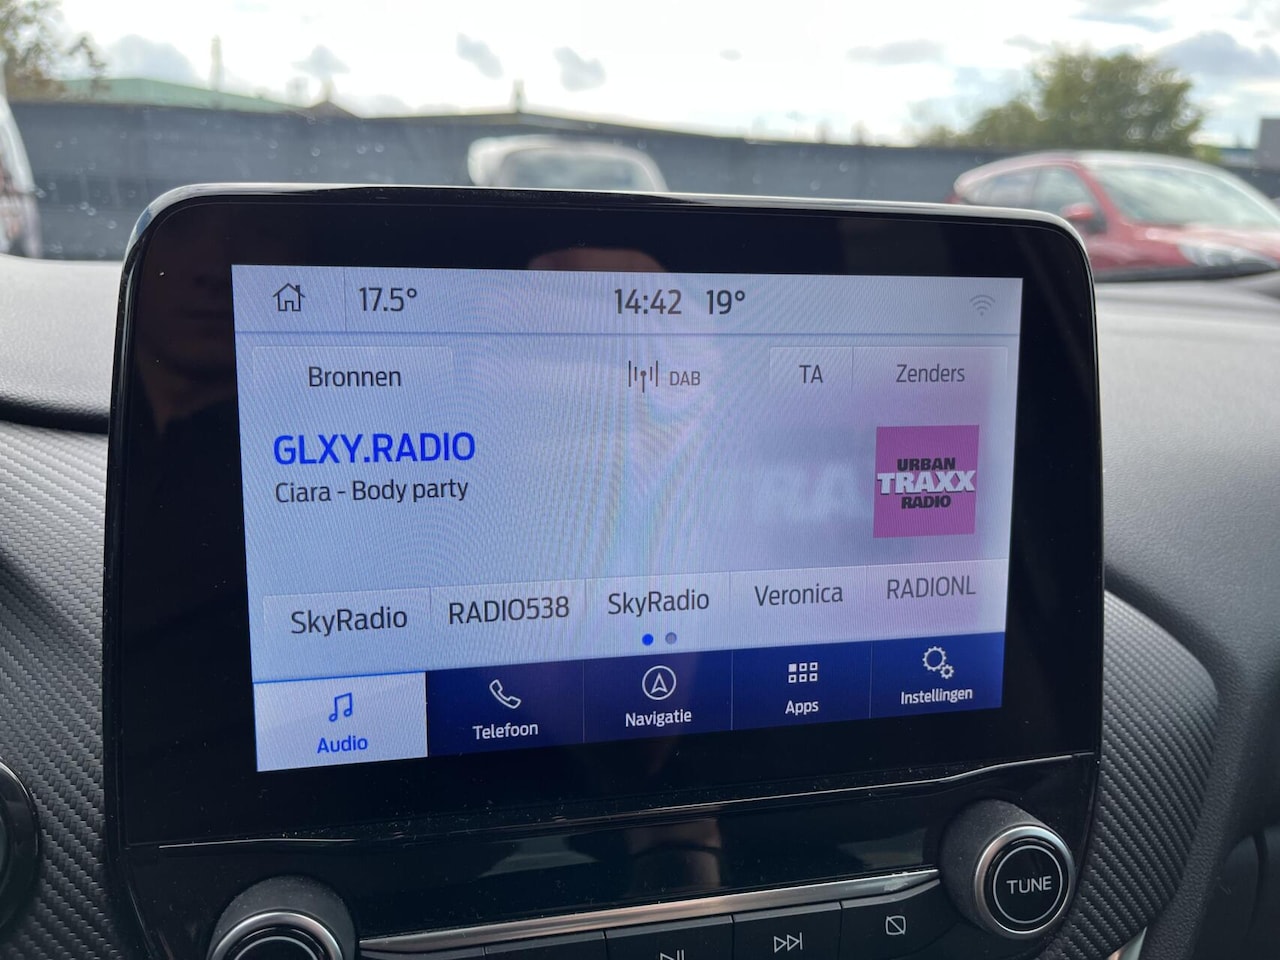 17.5° 14:42 19°
Bronnen DAB TA Zenders
GLXY.RADIO
Ciara - Body party
URBAN
TRAXX
RADIO
SkyRadio RADIO538 SkyRadio Veronica RADIONL
Audio Telefoon Navigatie Apps Instellingen
TUNE